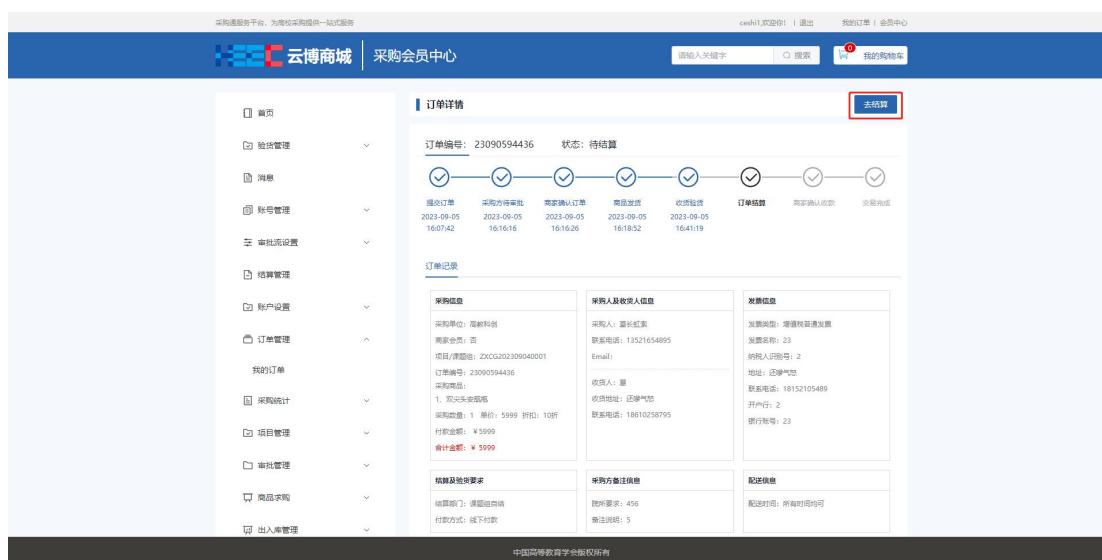 采购通服务平台,为高校采购提供一站式服务
ceshi1,欢迎你! | 退出 我的订单 | 会员中心
云博商城 采购会员中心
请输入关键字 搜索
0 我的购物车
首页
验货管理
消息
账号管理
审批流设置
结算管理
账户设置
订单管理
我的订单
采购统计
项目管理
审批管理
商品求购
出入库管理
订单详情
去结算
订单编号: 23090594436 状态: 待结算
提交订单 采购方待审批 商家确认订单 商品发货 收货验货 订单结算 商家确认收款 交易完成
2023-09-05 2023-09-05 2023-09-05 2023-09-05 2023-09-05
16:07:42 16:16:16 16:16:26 16:18:52 16:41:19
订单记录
采购信息
采购单位: 高教科创
商家会员: 否
项目/课题组: ZXCG202309040001
订单编号: 23090594436
采购商品:
1、双尖头安瓿瓶
采购数量: 1 单价: 5999 折扣: 10折
付款金额: ¥5999
合计金额: ¥ 5999
采购人及收货人信息
联系电话: 13521654895
Email:
联系电话: 18610258795
发票信息
发票类型: 增值税普通发票
发票名称: 23
纳税人识别号: 2
联系电话: 18152105489
开户行: 2
银行账号: 23
结算及验货要求
结算部门: 课题组自结
付款方式: 线下付款
采购方备注信息
院所要求: 456
备注说明: 5
配送信息
配送时间: 所有时间均可
中国高等教育学会版权所有